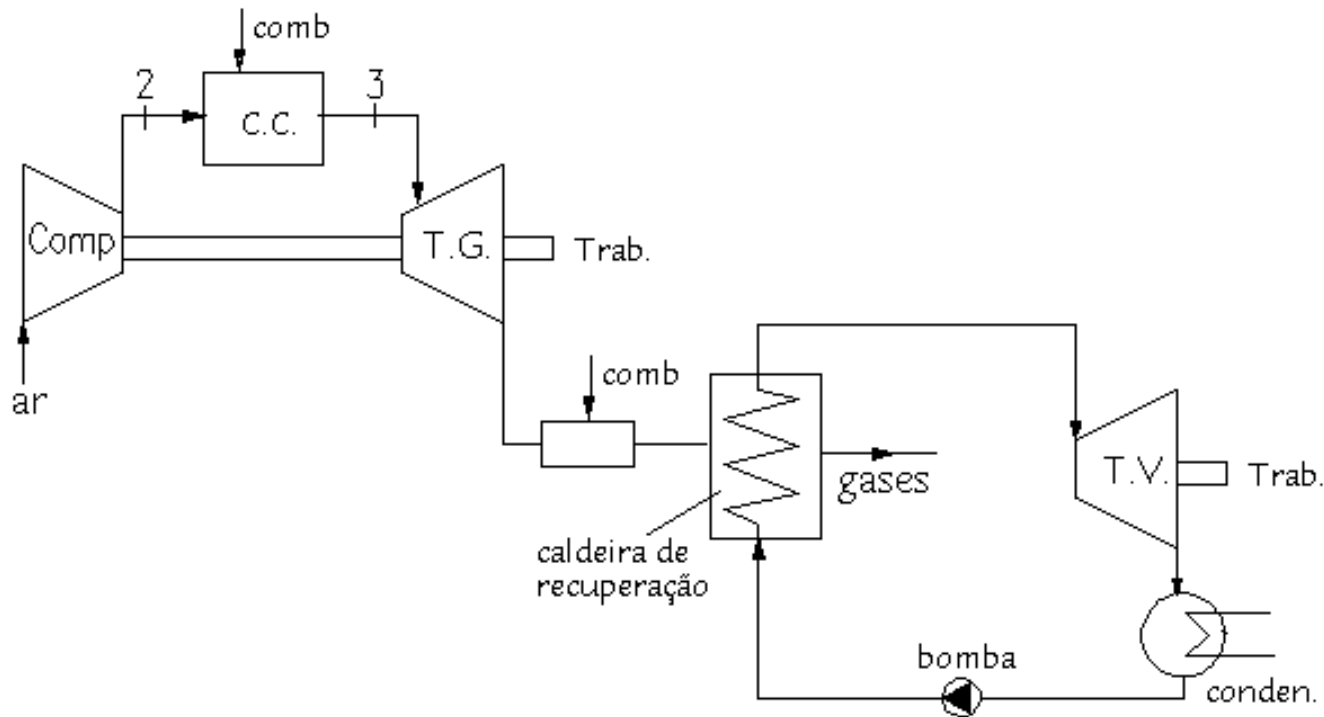 comb
2
3
C.C.
Comp
T.G.
Trab.
ar
comb
gases
T.V.
Trab.
caldeira de
recuperação
bomba
conden.